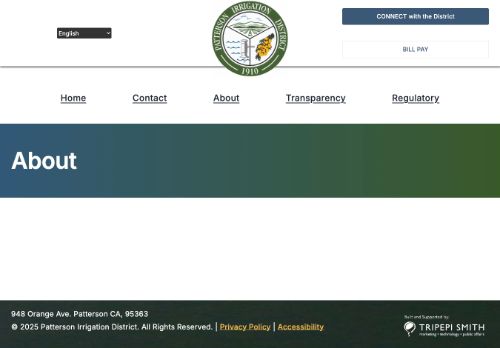 English
PATTERSON IRRIGATION DISTRICT
1910
CONNECT with the District
BILL PAY
Home
Contact
About
Transparency
Regulatory
About
948 Orange Ave. Patterson CA, 95363
© 2025 Patterson Irrigation District. All Rights Reserved. | Privacy Policy | Accessibility
Built and Supported by:
TRIPEPI SMITH
marketing • technology • public affairs